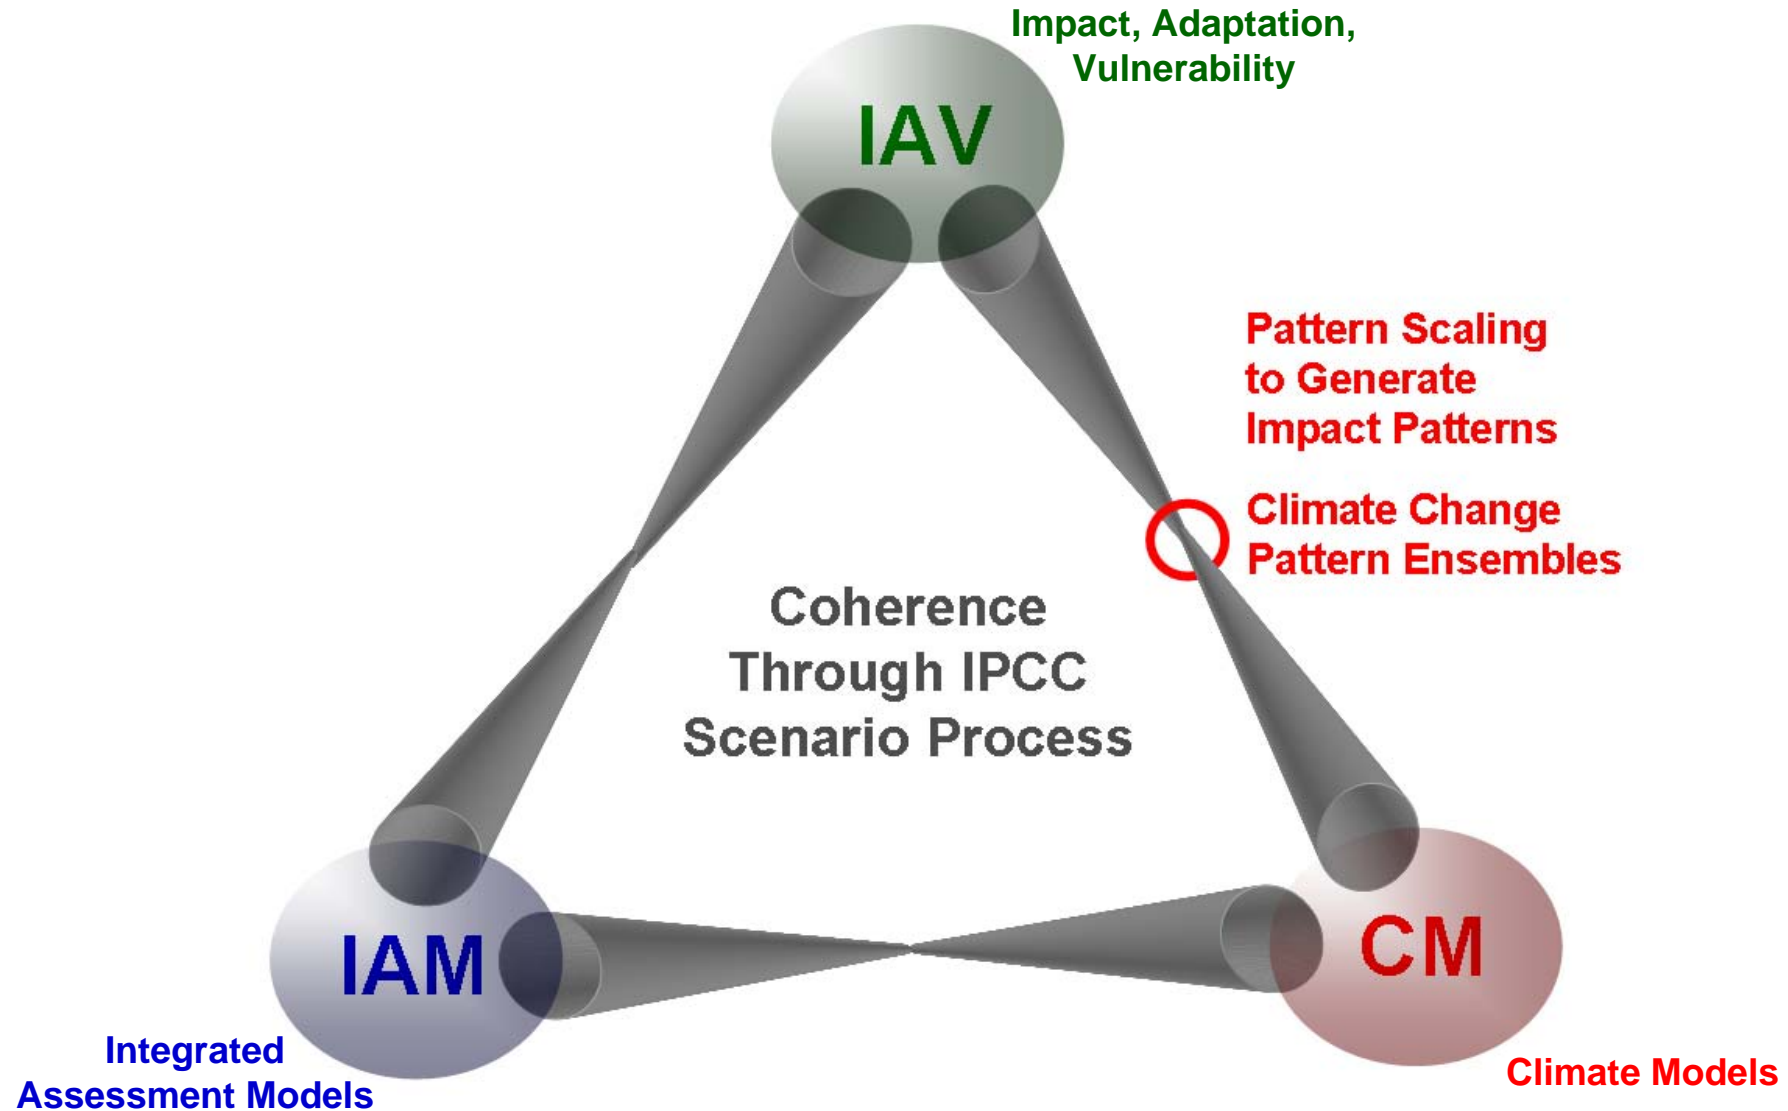 Impact, Adaptation,
Vulnerability
IAV
Pattern Scaling
to Generate
Impact Patterns
Climate Change
Pattern Ensembles
Coherence
Through IPCC
Scenario Process
IAM
CM
Integrated
Assessment Models
Climate Models